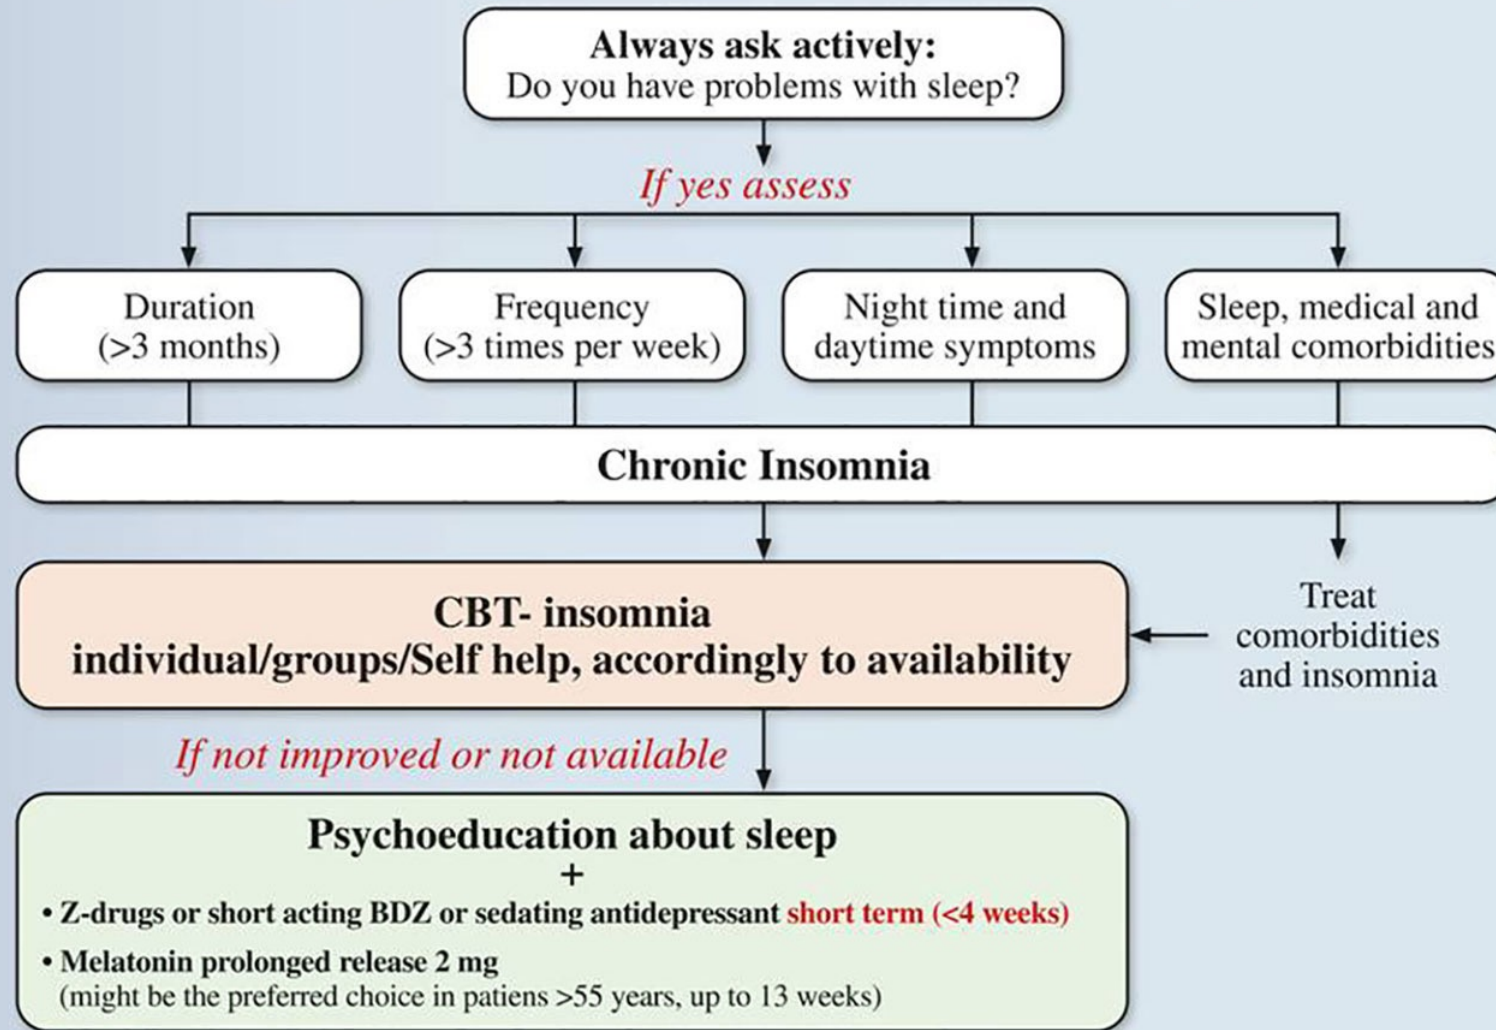 Always ask actively:
Do you have problems with sleep?
If yes assess
Duration
(>3 months)
Frequency
(>3 times per week)
Night time and
daytime symptoms
Sleep, medical and
mental comorbidities
Chronic Insomnia
CBT- insomnia
individual/groups/Self help, accordingly to availability
Treat
comorbidities
and insomnia
If not improved or not available
Psychoeducation about sleep
+
• Z-drugs or short acting BDZ or sedating antidepressant short term (<4 weeks)
• Melatonin prolonged release 2 mg
(might be the preferred choice in patiens >55 years, up to 13 weeks)